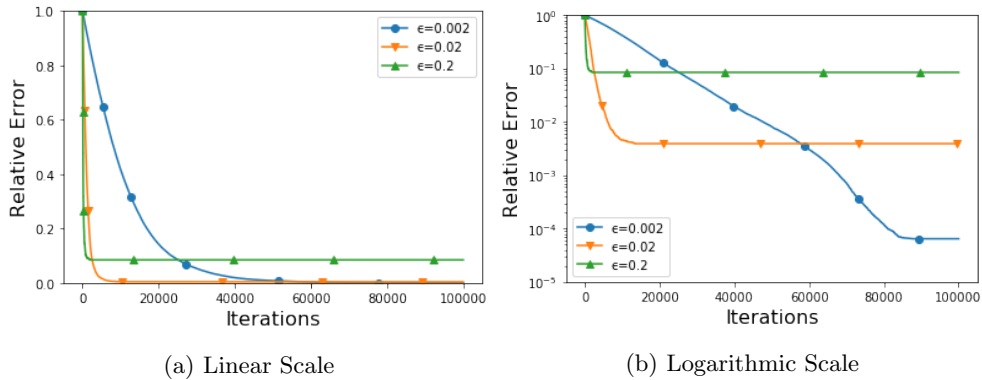 1.0
0.8
0.6
0.4
0.2
0.0
Relative Error
0
20000
40000
60000
80000
100000
Iterations
ϵ=0.002
ϵ=0.02
ϵ=0.2
(a) Linear Scale
10⁰
10⁻¹
10⁻²
10⁻³
10⁻⁴
10⁻⁵
Relative Error
0
20000
40000
60000
80000
100000
Iterations
ϵ=0.002
ϵ=0.02
ϵ=0.2
(b) Logarithmic Scale